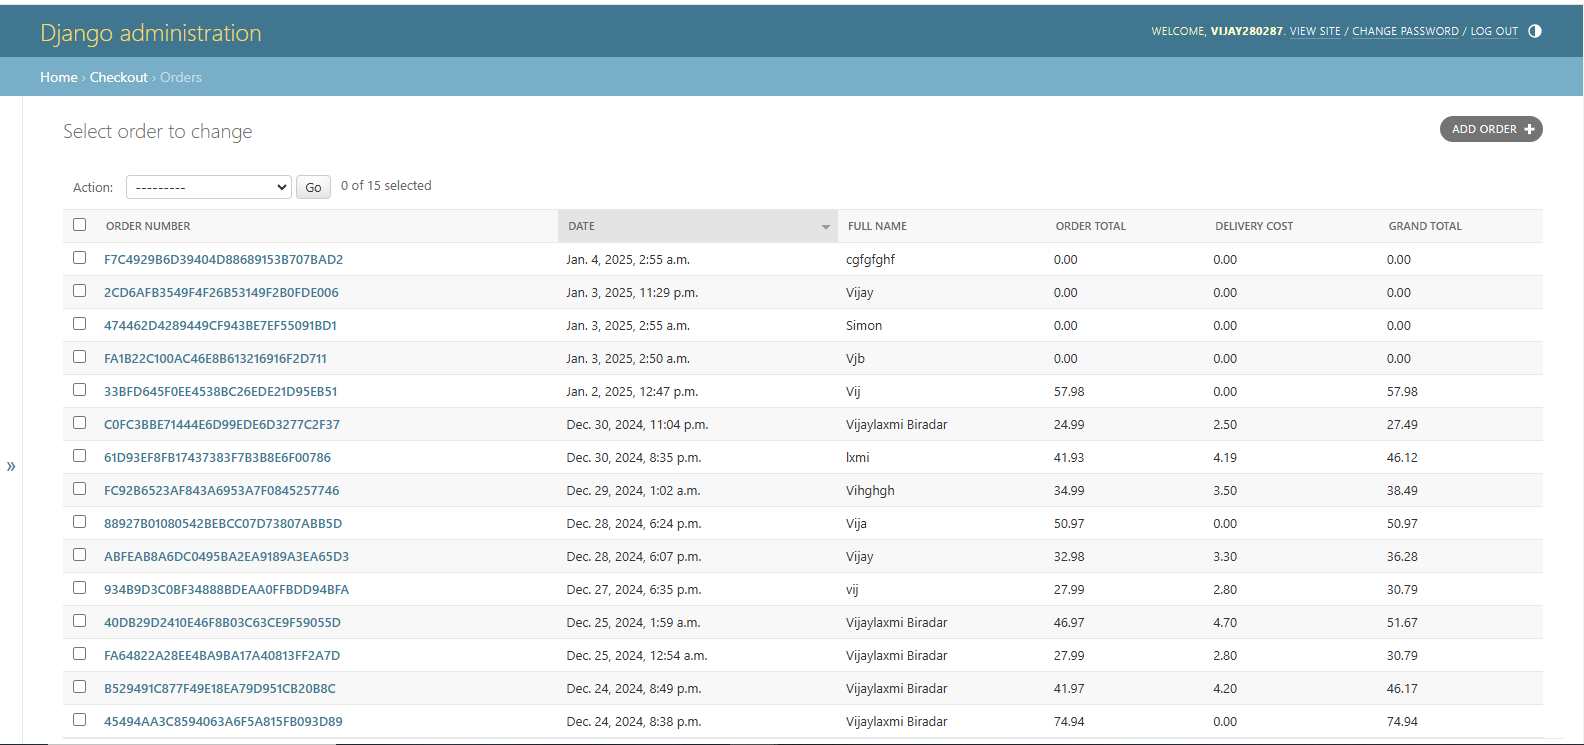 Django administration
WELCOME, VIJAY280287. VIEW SITE / CHANGE PASSWORD / LOG OUT
Home › Checkout › Orders
Select order to change
ADD ORDER +
Action: --------- Go 0 of 15 selected
ORDER NUMBER DATE FULL NAME ORDER TOTAL DELIVERY COST GRAND TOTAL
F7C4929B6D39404D88689153B707BAD2 Jan. 4, 2025, 2:55 a.m. cgfgfghf 0.00 0.00 0.00
2CD6AFB3549F4F26B53149F2B0FDE006 Jan. 3, 2025, 11:29 p.m. Vijay 0.00 0.00 0.00
474462D4289449CF943BE7EF55091BD1 Jan. 3, 2025, 2:55 a.m. Simon 0.00 0.00 0.00
FA1B22C100AC46E8B613216916F2D711 Jan. 3, 2025, 2:50 a.m. Vjb 0.00 0.00 0.00
33BFD645F0EE4538BC26EDE21D95EB51 Jan. 2, 2025, 12:47 p.m. Vij 57.98 0.00 57.98
C0FC3BBE71444E6D99EDE6D3277C2F37 Dec. 30, 2024, 11:04 p.m. Vijaylaxmi Biradar 24.99 2.50 27.49
61D93EF8FB17437383F7B3B8E6F00786 Dec. 30, 2024, 8:35 p.m. lxmi 41.93 4.19 46.12
FC92B6523AF843A6953A7F0845257746 Dec. 29, 2024, 1:02 a.m. Vihghgh 34.99 3.50 38.49
88927B01080542BEBCC07D73807ABB5D Dec. 28, 2024, 6:24 p.m. Vija 50.97 0.00 50.97
ABFEAB8A6DC0495BA2EA9189A3EA65D3 Dec. 28, 2024, 6:07 p.m. Vijay 32.98 3.30 36.28
934B9D3C0BF34888BDEAA0FFBDD94BFA Dec. 27, 2024, 6:35 p.m. vij 27.99 2.80 30.79
40DB29D2410E46F8B03C63CE9F59055D Dec. 25, 2024, 1:59 a.m. Vijaylaxmi Biradar 46.97 4.70 51.67
FA64822A28EE4BA9BA17A40813FF2A7D Dec. 25, 2024, 12:54 a.m. Vijaylaxmi Biradar 27.99 2.80 30.79
B529491C877F49E18EA79D951CB20B8C Dec. 24, 2024, 8:49 p.m. Vijaylaxmi Biradar 41.97 4.20 46.17
45494AA3C8594063A6F5A815FB093D89 Dec. 24, 2024, 8:38 p.m. Vijaylaxmi Biradar 74.94 0.00 74.94
»